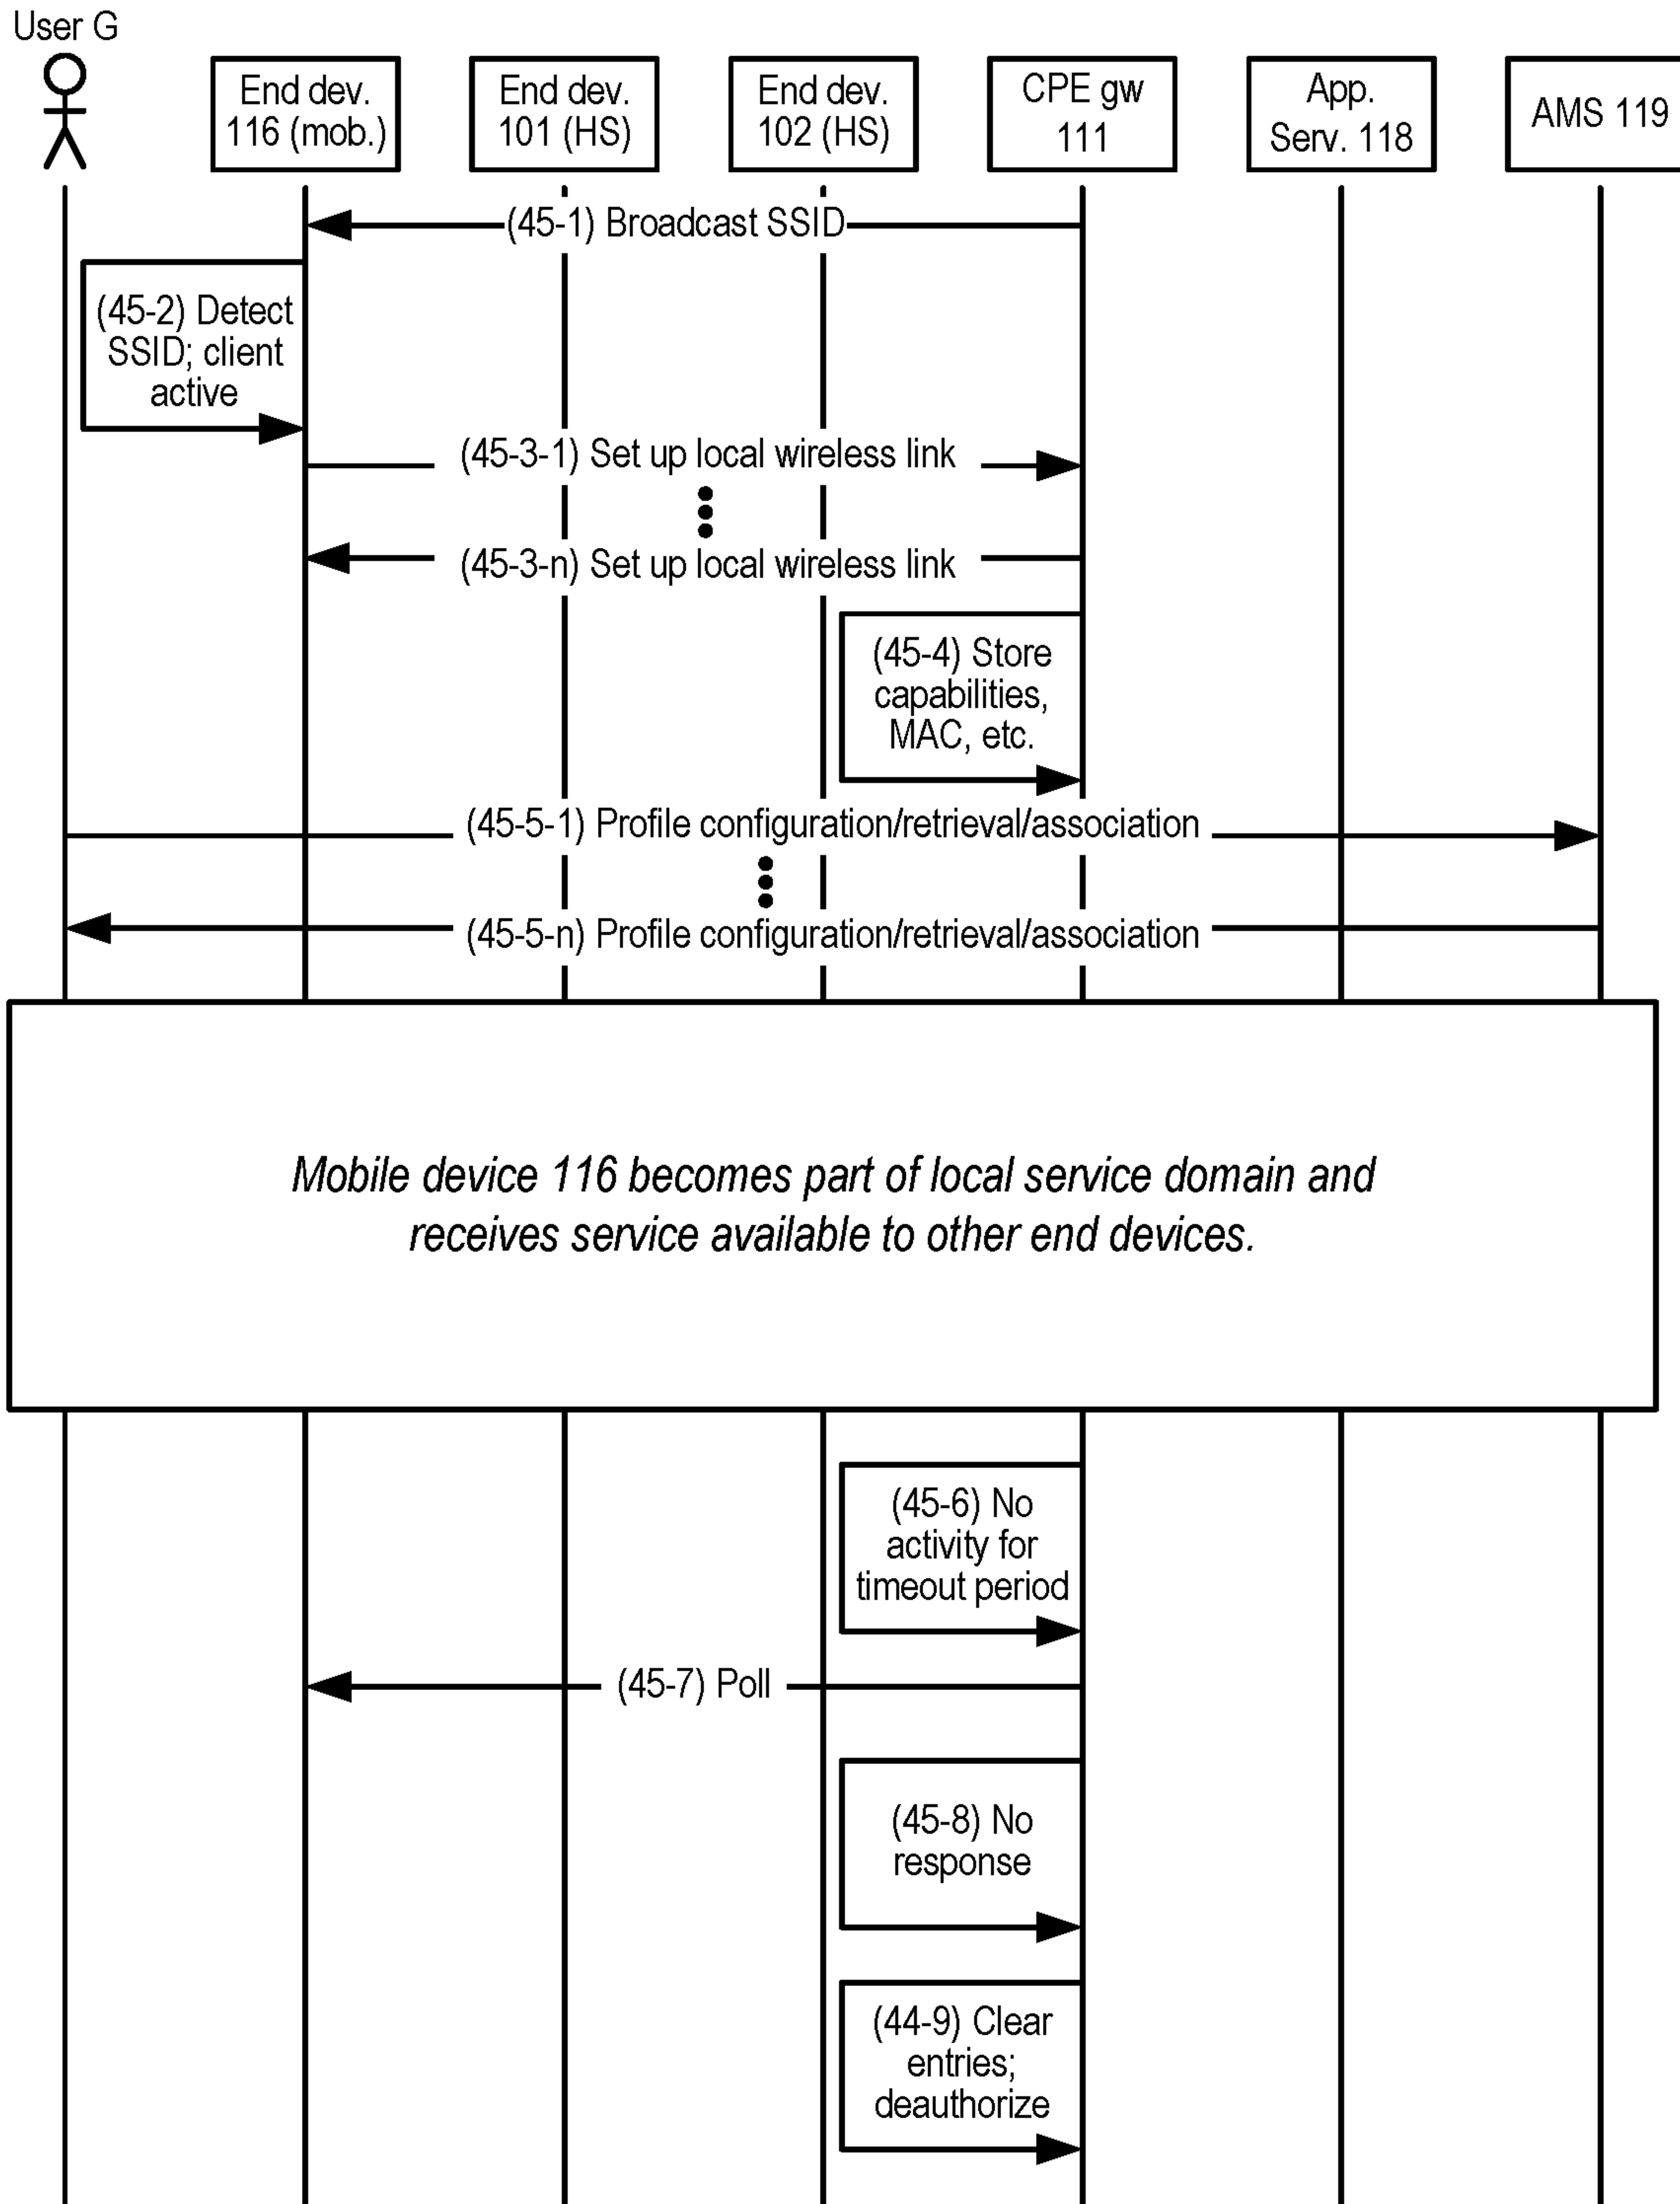 User G
End dev.
116 (mob.)
End dev.
101 (HS)
End dev.
102 (HS)
CPE gw
111
App.
Serv. 118
AMS 119
(45-1) Broadcast SSID
(45-2) Detect
SSID; client
active
(45-3-1) Set up local wireless link
(45-3-n) Set up local wireless link
(45-4) Store
capabilities,
MAC, etc.
(45-5-1) Profile configuration/retrieval/association
(45-5-n) Profile configuration/retrieval/association
Mobile device 116 becomes part of local service domain and
receives service available to other end devices.
(45-6) No
activity for
timeout period
(45-7) Poll
(45-8) No
response
(44-9) Clear
entries;
deauthorize